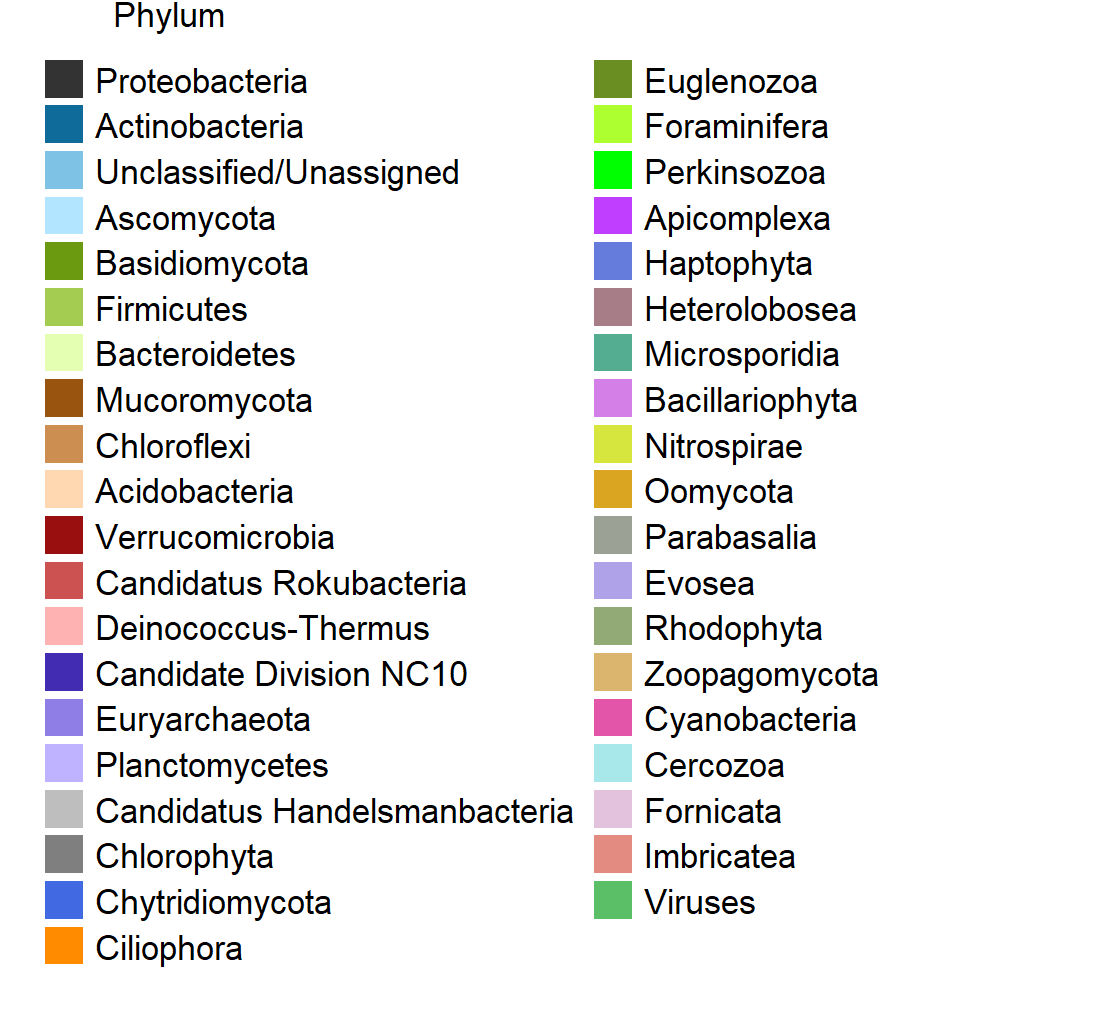 Phylum
Proteobacteria
Actinobacteria
Unclassified/Unassigned
Ascomycota
Basidiomycota
Firmicutes
Bacteroidetes
Mucoromycota
Chloroflexi
Acidobacteria
Verrucomicrobia
Candidatus Rokubacteria
Deinococcus-Thermus
Candidate Division NC10
Euryarchaeota
Planctomycetes
Candidatus Handelsmanbacteria
Chlorophyta
Chytridiomycota
Ciliophora
Euglenozoa
Foraminifera
Perkinsozoa
Apicomplexa
Haptophyta
Heterolobosea
Microsporidia
Bacillariophyta
Nitrospirae
Oomycota
Parabasalia
Evosea
Rhodophyta
Zoopagomycota
Cyanobacteria
Cercozoa
Fornicata
Imbricatea
Viruses